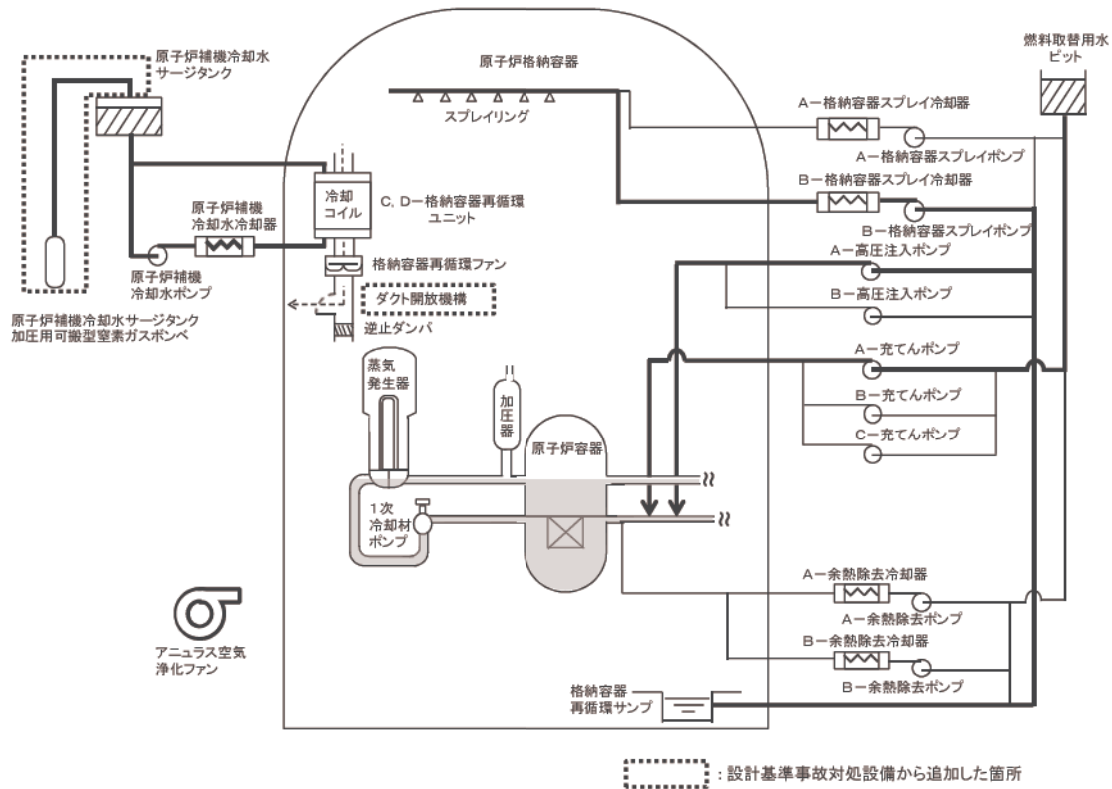 原子炉補機冷却水
サージタンク
原子炉格納容器
燃料取替用水
ピット
スプレイリング
A－格納容器スプレイ冷却器
A－格納容器スプレイポンプ
B－格納容器スプレイ冷却器
B－格納容器スプレイポンプ
冷却
コイル
C, D－格納容器再循環
ユニット
原子炉補機
冷却水冷却器
原子炉補機
冷却水ポンプ
格納容器再循環ファン
ダクト開放機構
逆止ダンパ
原子炉補機冷却水サージタンク
加圧用可搬型窒素ガスボンベ
A－高圧注入ポンプ
B－高圧注入ポンプ
A－充てんポンプ
B－充てんポンプ
C－充てんポンプ
蒸気
発生器
加圧器
原子炉容器
1次
冷却材
ポンプ
A－余熱除去冷却器
A－余熱除去ポンプ
B－余熱除去冷却器
B－余熱除去ポンプ
アニュラス空気
浄化ファン
格納容器
再循環サンプ
：設計基準事故対処設備から追加した箇所